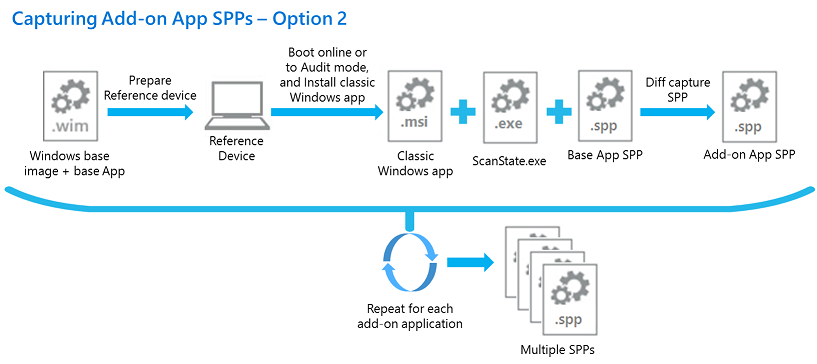 Capturing Add-on App SPPs – Option 2
Prepare
Reference device
Boot online or
to Audit mode,
and Install classic
Windows app
Diff capture
SPP
.wim
.msi
.exe
.spp
.spp
Windows base
image + base App
Reference
Device
Classic
Windows app
ScanState.exe
Base App SPP
Add-on App SPP
Repeat for each
add-on application
.spp
Multiple SPPs